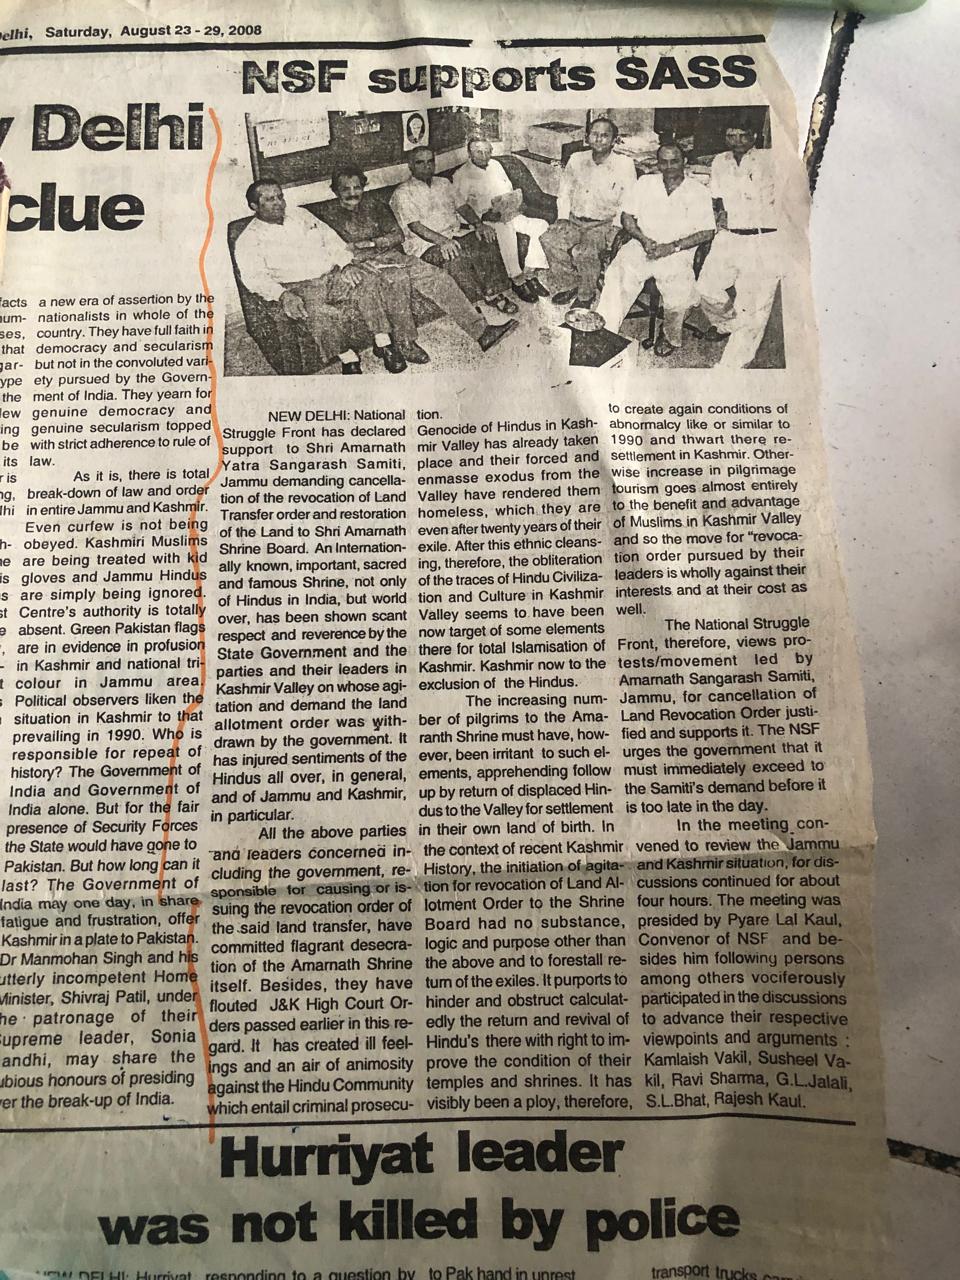 elhi, Saturday, August 23 - 29, 2008
Delhi
clue
facts
ses,
that
ype
the
be
its
is
a new era of assertion by the
nationalists in whole of the
country. They have full faith in
democracy and secularism
but not in the convoluted vari-
ety pursued by the Govern-
ment of India. They yearn for
genuine democracy and
genuine secularism topped
with strict adherence to rule of
law.
As it is, there is total
break-down of law and order
in entire Jammu and Kashmir.
Even curfew is not being
obeyed. Kashmiri Muslims
are being treated with kid
gloves and Jammu Hindus
are simply being ignored.
Centre's authority is totally
absent. Green Pakistan flags
are in evidence in profusion
in Kashmir and national tri-
colour in Jammu area.
Political observers liken the
situation in Kashmir to that
prevailing in 1990. Who is
responsible for repeat of
history? The Government of
India and Government of
India alone. But for the fair
presence of Security Forces
the State would have gone to
Pakistan. But how long can it
last? The Government of
India may one day, in share
fatigue and frustration, offer
Kashmir in a plate to Pakistan.
Dr Manmohan Singh and his
utterly incompetent Home
Minister, Shivraj Patil, under
he patronage of their
upreme leader, Sonia
andhi, may share the
ubious honours of presiding
er the break-up of India.
NSF supports SASS
NEW DELHI: National
Struggle Front has declared
support to Shri Amarnath
Yatra Sangarash Samiti,
Jammu demanding cancella-
tion of the revocation of Land
Transfer order and restoration
of the Land to Shri Amarnath
Shrine Board. An Internation-
ally known, important, sacred
and famous Shrine, not only
of Hindus in India, but world
over, has been shown scant
respect and reverence by the
State Government and the
parties and their leaders in
Kashmir Valley on whose agi-
tation and demand the land
allotment order was with-
drawn by the government. It
has injured sentiments of the
Hindus all over, in general,
and of Jammu and Kashmir,
in particular.
All the above parties
and leaders concerned in-
cluding the government, re-
sponsible for causing or is-
suing the revocation order of
the said land transfer, have
committed flagrant desecra-
tion of the Amarnath Shrine
itself. Besides, they have
flouted J&K High Court Or-
ders passed earlier in this re-
gard. It has created ill feel-
ings and an air of animosity
against the Hindu Community
which entail criminal prosecu-
tion.
Genocide of Hindus in Kash-
mir Valley has already taken
place and their forced and
enmasse exodus from the
Valley have rendered them
homeless, which they are
even after twenty years of their
exile. After this ethnic cleans-
ing, therefore, the obliteration
of the traces of Hindu Civiliza-
tion and Culture in Kashmir
Valley seems to have been
now target of some elements
there for total Islamisation of
Kashmir. Kashmir now to the
exclusion of the Hindus.
The increasing num-
ber of pilgrims to the Ama-
ranth Shrine must have, how-
ever, been irritant to such el-
ements, apprehending follow
up by return of displaced Hin-
dus to the Valley for settlement
in their own land of birth. In
the context of recent Kashmir
History, the initiation of agita-
tion for revocation of Land Al-
lotment Order to the Shrine
Board had no substance,
logic and purpose other than
the above and to forestall re-
turn of the exiles. It purports to
hinder and obstruct calculat-
edly the return and revival of
Hindu's there with right to im-
prove the condition of their
temples and shrines. It has
visibly been a ploy, therefore,
to create again conditions of
abnormalcy like or similar to
1990 and thwart there re-
settlement in Kashmir. Other-
wise increase in pilgrimage
tourism goes almost entirely
to the benefit and advantage
of Muslims in Kashmir Valley
and so the move for "revoca-
tion order pursued by their
leaders is wholly against their
interests and at their cost as
well.
The National Struggle
Front, therefore, views pro-
tests/movement led by
Amarnath Sangarash Samiti,
Jammu, for cancellation of
Land Revocation Order justi-
fied and supports it. The NSF
urges the government that it
must immediately exceed to
the Samiti's demand before it
is too late in the day.
In the meeting con-
vened to review the Jammu
and Kashmir situation, for dis-
cussions continued for about
four hours. The meeting was
presided by Pyare Lal Kaul,
Convenor of NSF and be-
sides him following persons
among others vociferously
participated in the discussions
to advance their respective
viewpoints and arguments :
Kamlaish Vakil, Susheel Va-
kil, Ravi Sharma, G.L.Jalali,
S.L.Bhat, Rajesh Kaul.
Hurriyat leader
was not killed by police
NEW DELHI: Hurriyat
responding to a question by
to Pak hand in unrest
transport trucks